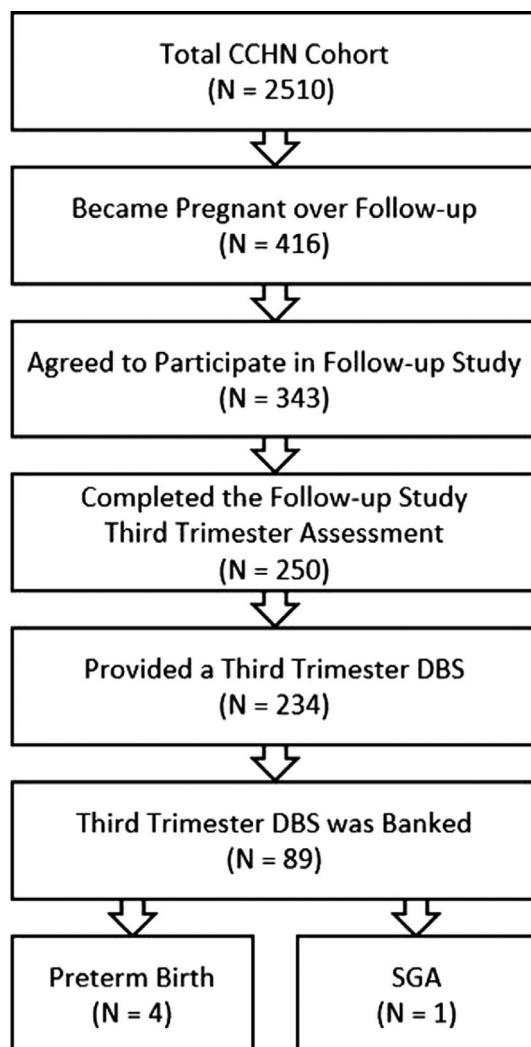 Total CCHN Cohort
(N = 2510)
Became Pregnant over Follow-up
(N = 416)
Agreed to Participate in Follow-up Study
(N = 343)
Completed the Follow-up Study
Third Trimester Assessment
(N = 250)
Provided a Third Trimester DBS
(N = 234)
Third Trimester DBS was Banked
(N = 89)
Preterm Birth
(N = 4)
SGA
(N = 1)